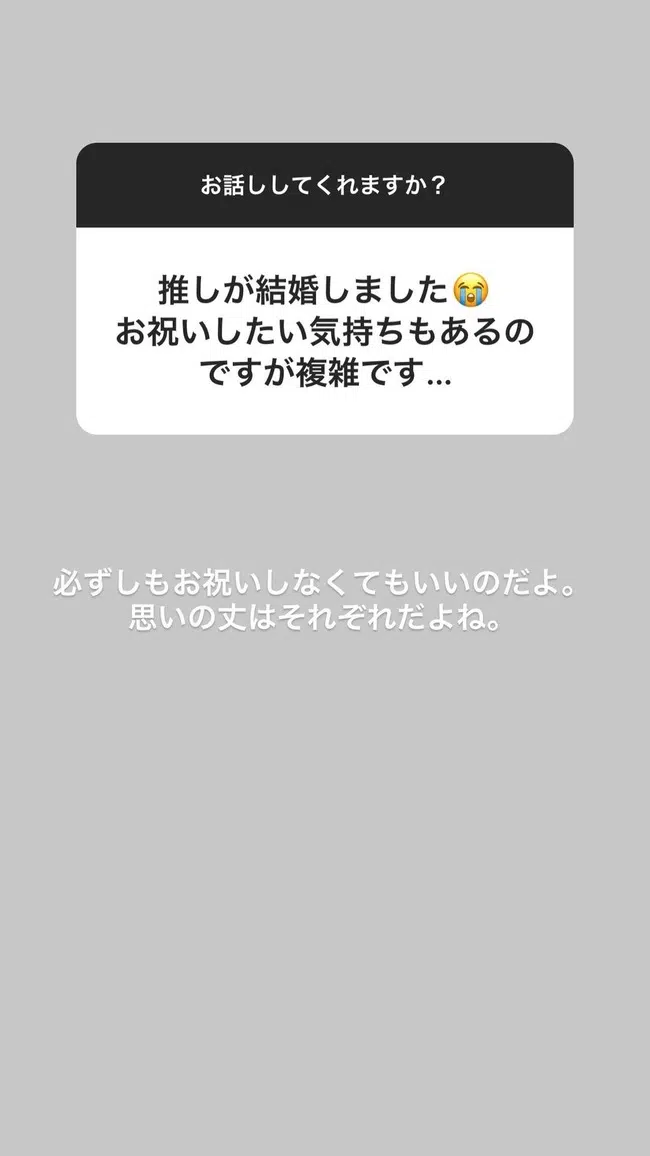 お話ししてくれますか？
推しが結婚しました😭
お祝いしたい気持ちもあるの
ですが複雑です...
必ずしもお祝いしなくてもいいのだよ。
思いの丈はそれぞれだよね。